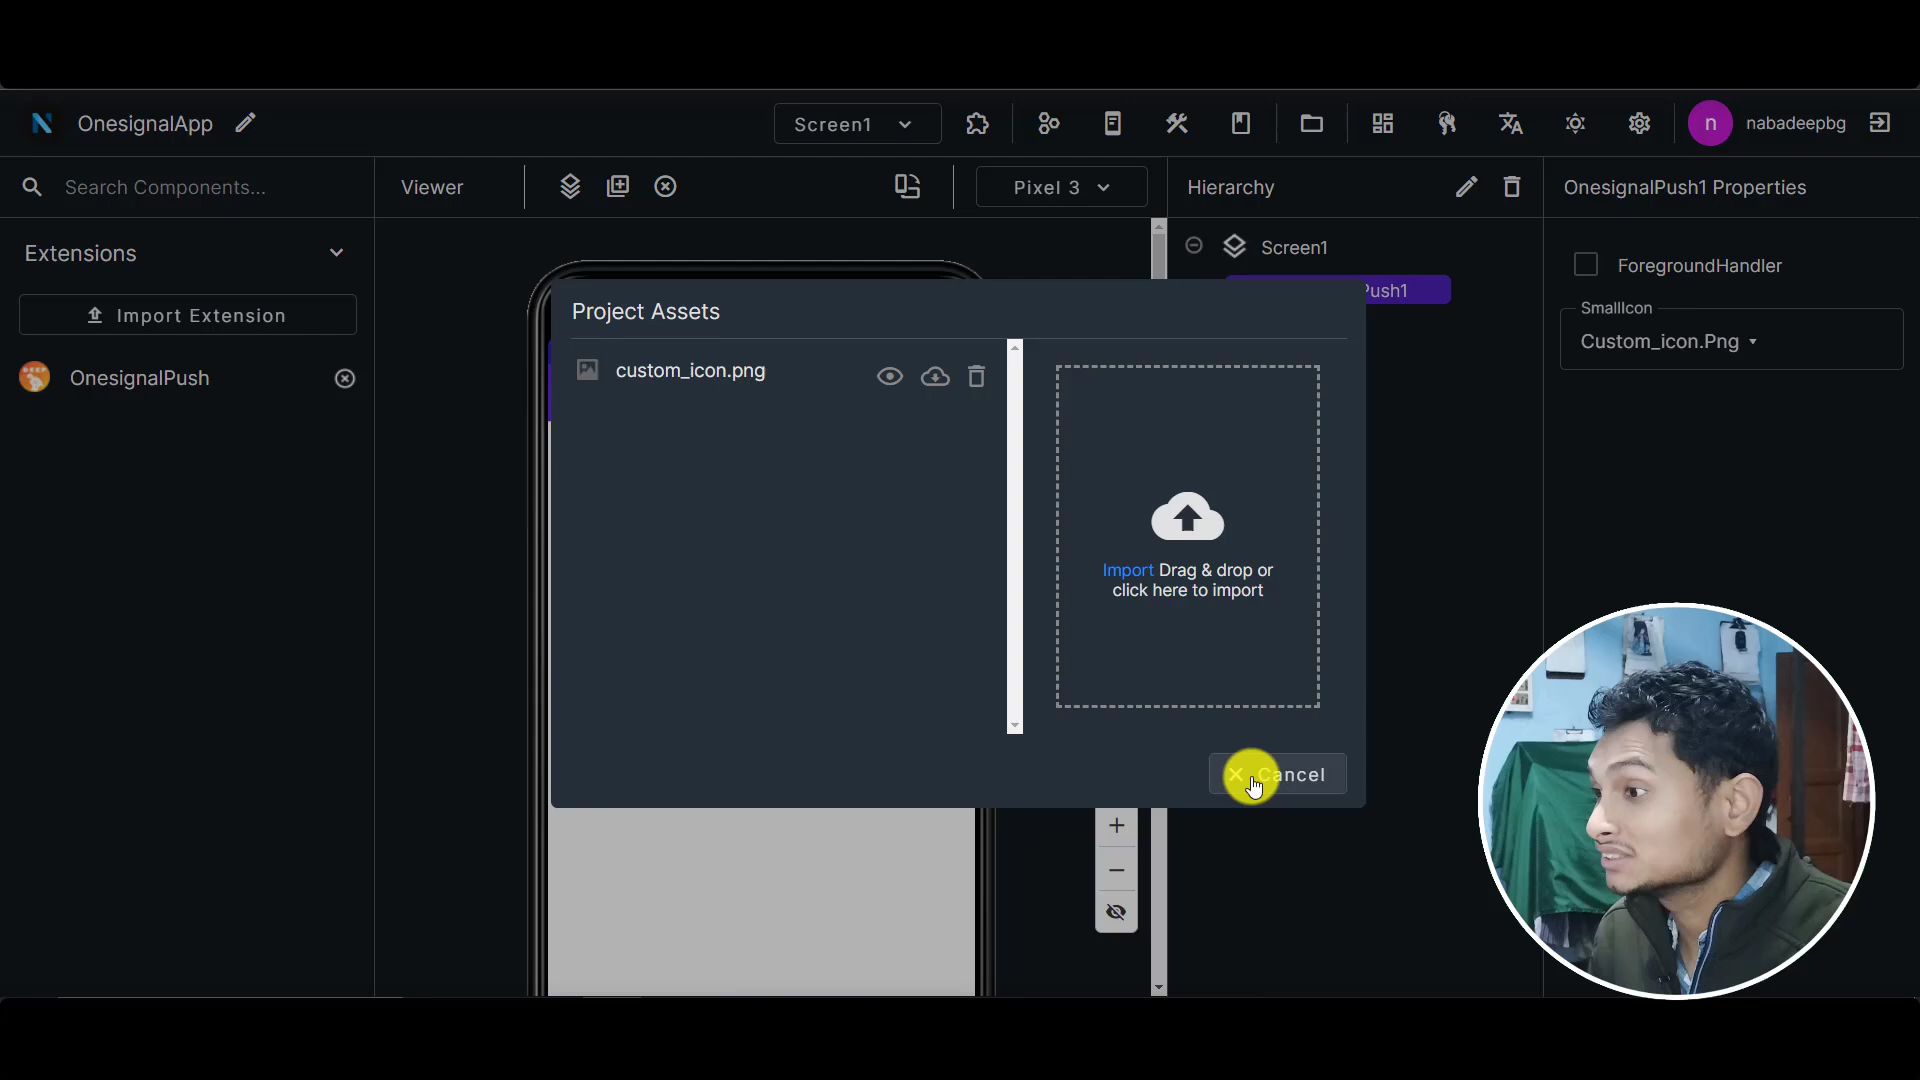 OnesignalApp
Screen1
n
nabadeepbg
Search Components...
Viewer
Pixel 3
Hierarchy
OnesignalPush1 Properties
Extensions
Import Extension
OnesignalPush
Screen1
Push1
ForegroundHandler
SmallIcon
Custom_icon.Png
Project Assets
custom_icon.png
Import Drag & drop or
click here to import
Cancel